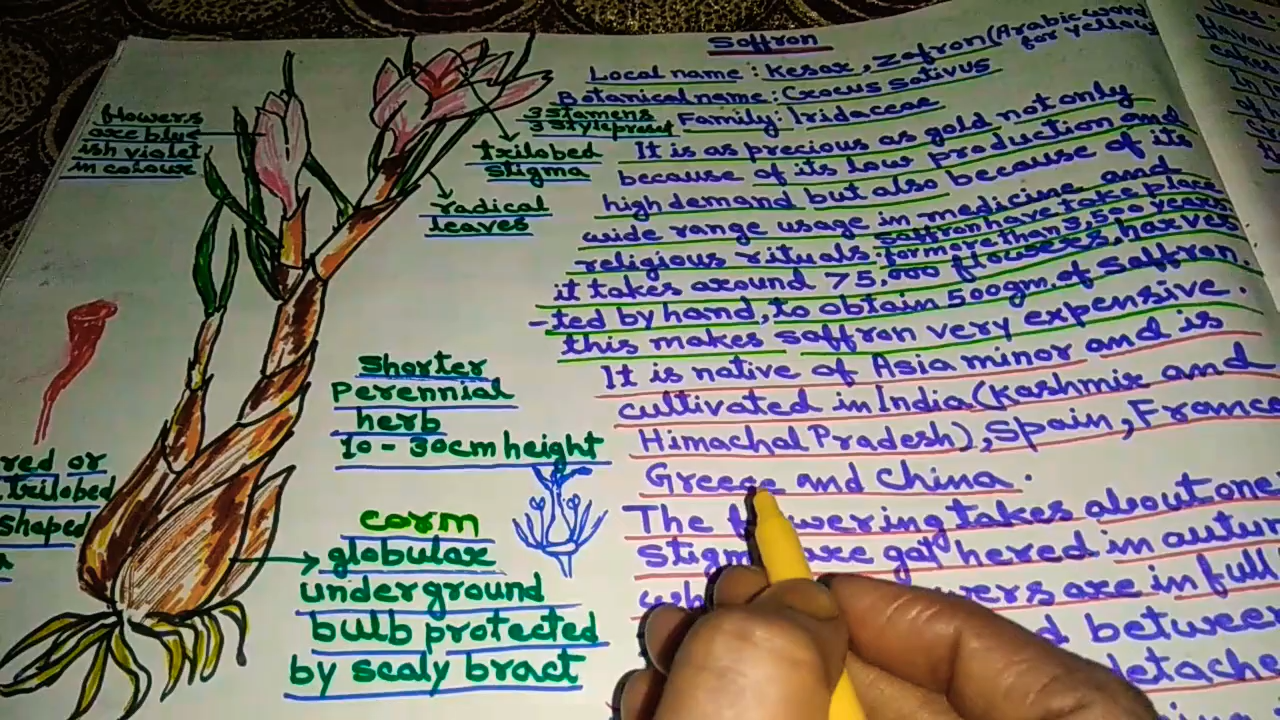 Saffron
Local name: Kesar, Zafron (Arabic word
for yellow
Botanical name: Crocus sativus
Family: Iridaceae
It is as precious as gold not only
because of its low production and
high demand but also because of its
wide range usage in medicine and
religious rituals. saffron have take place
for more than 3,500 years
it takes around 75,000 flowers, harves
-ted by hand, to obtain 500gm. of saffron.
this makes saffron very expensive.
It is native of Asia minor and is
cultivated in India (Kashmir and
Himachal Pradesh), Spain, France
Greece and China.
The flowering takes about one
stigma are gathered in autum
wh wers are in full
d between
detache
flowers
are blue
ish violet
in colour
3 stamens
3 style present
trilobed
stigma
radical
leaves
Shorter
Perennial
herb
10-30cm height
red or
trilobed
shaped
corm
globular
underground
bulb protected
by scaly bract